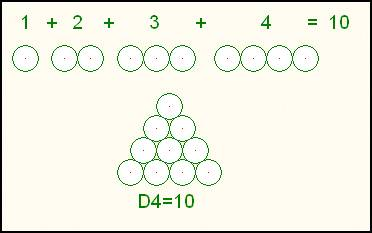 1 + 2 + 3 + 4 = 10
D4=10